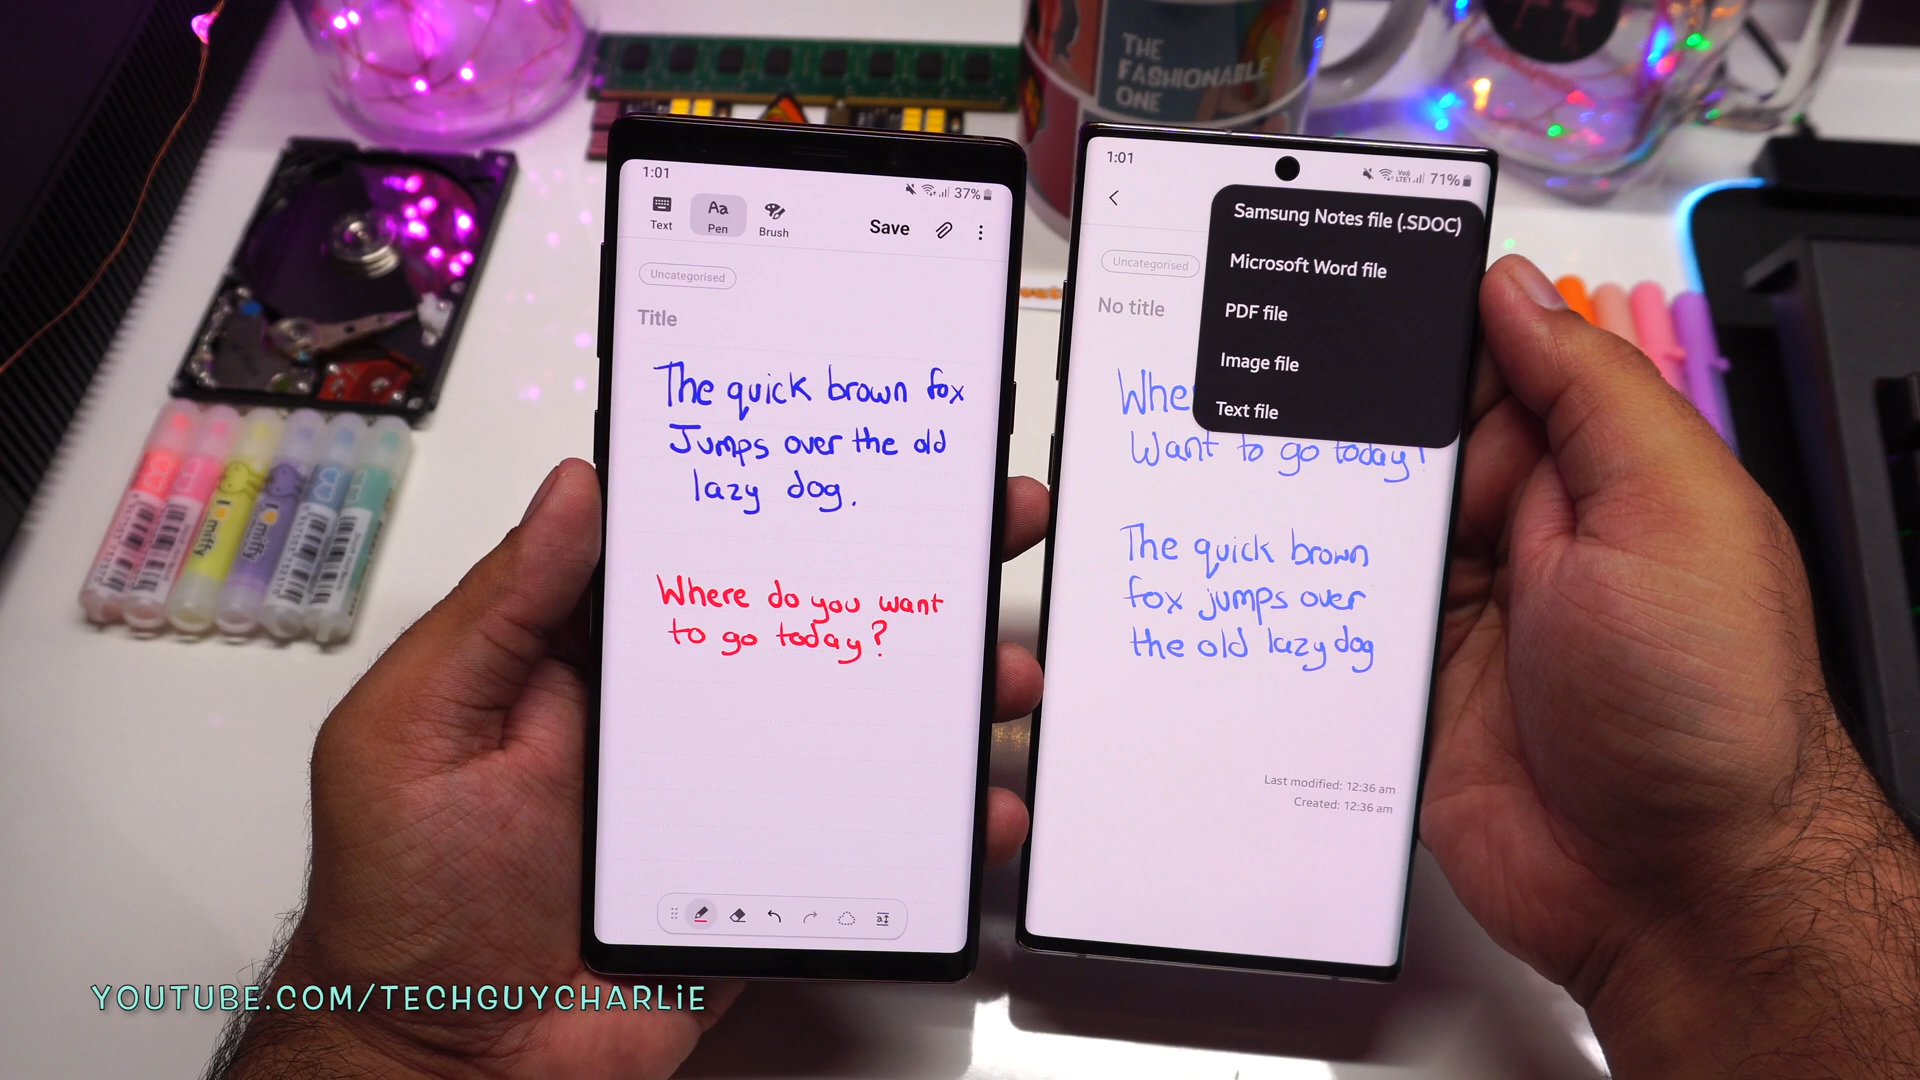 THE
FASHIONABLE
ONE
1:01
37%
Text
Aa
Pen
Brush
Save
Uncategorised
Title
The quick brown fox
Jumps over the old
lazy dog.
Where do you want
to go today?
1:01
71%
Samsung Notes file (.SDOC)
Microsoft Word file
PDF file
Image file
Text file
Uncategorised
No title
Whe
Want to go today!
The quick brown
fox jumps over
the old lazy dog
Last modified: 12:36 am
Created: 12:36 am
miffy
miffy
YOUTUBE.COM/TECHGUYCHARLiE